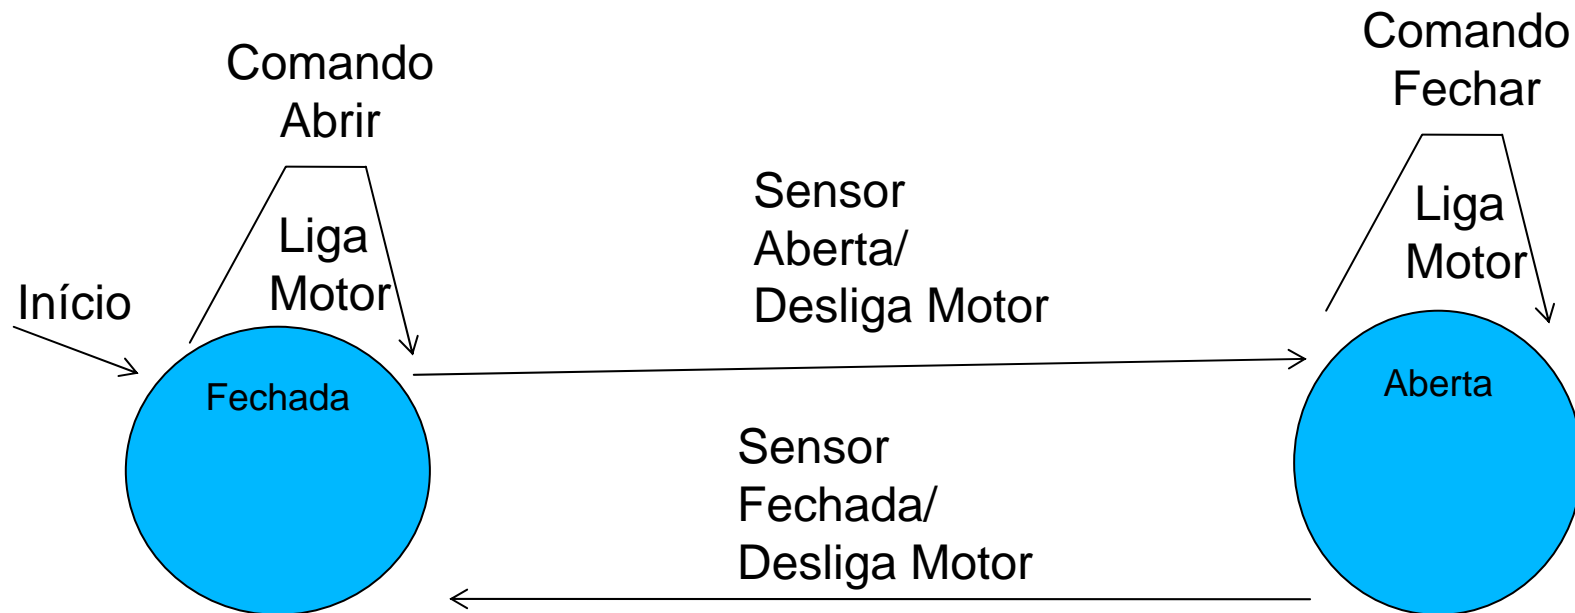 Comando
Abrir
Liga
Motor
Início
Fechada
Sensor
Aberta/
Desliga Motor
Sensor
Fechada/
Desliga Motor
Comando
Fechar
Liga
Motor
Aberta